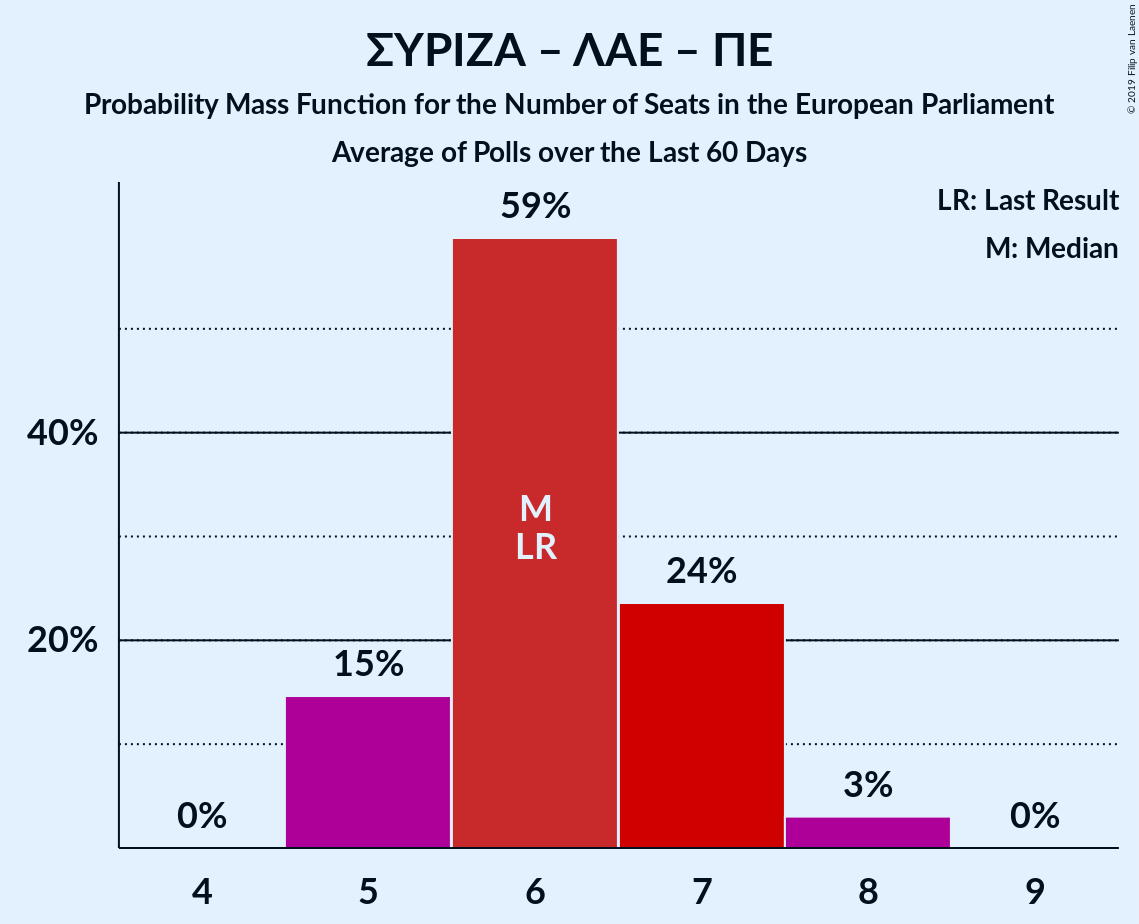 ΣΥΡΙΖΑ – ΛΑΕ – ΠΕ
Probability Mass Function for the Number of Seats in the European Parliament
Average of Polls over the Last 60 Days
© 2019 Filip van Laenen
LR: Last Result
M: Median
59%
40%
M
LR
24%
20%
15%
3%
0%
0%
4 5 6 7 8 9